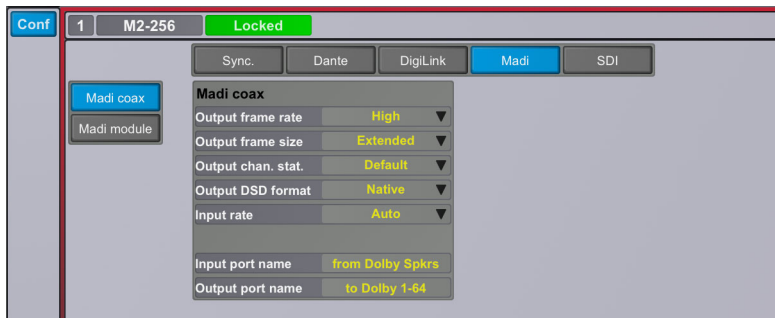 Conf 1 M2-256 Locked
Sync. Dante DigiLink Madi SDI
Madi coax
Madi module
Madi coax
Output frame rate High
Output frame size Extended
Output chan. stat. Default
Output DSD format Native
Input rate Auto
Input port name from Dolby Spkrs
Output port name to Dolby 1-64